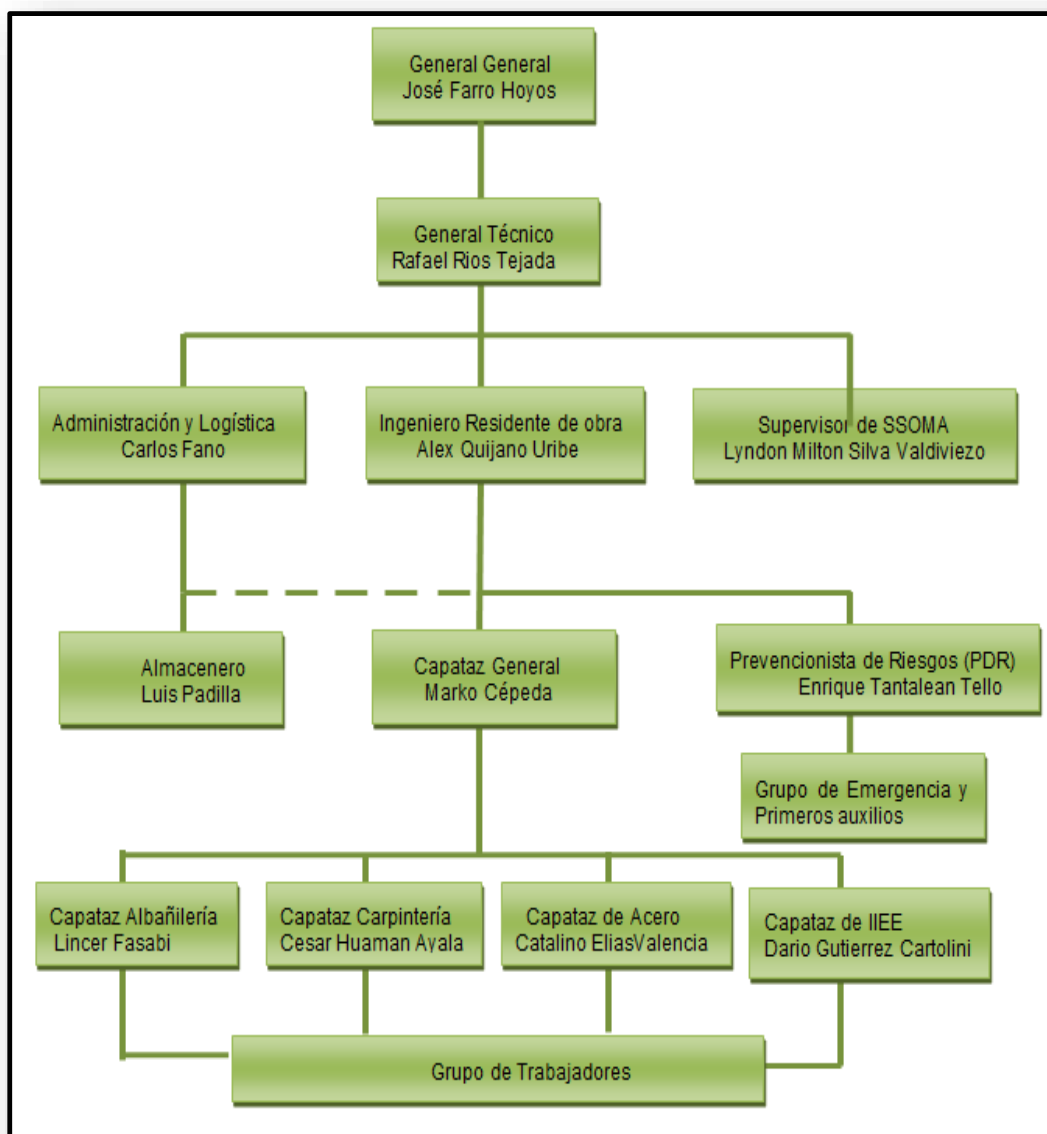 General General
José Farro Hoyos
General Técnico
Rafael Rios Tejada
Administración y Logística
Carlos Fano
Ingeniero Residente de obra
Alex Quijano Uribe
Supervisor de SSOMA
Lyndon Milton Silva Valdiviezo
Almacenero
Luis Padilla
Capataz General
Marko Cépeda
Prevencionista de Riesgos (PDR)
Enrique Tantalean Tello
Grupo de Emergencia y
Primeros auxilios
Capataz Albañilería
Lincer Fasabi
Capataz Carpintería
Cesar Huaman Ayala
Capataz de Acero
Catalino EliasValencia
Capataz de IIEE
Dario Gutierrez Cartolini
Grupo de Trabajadores